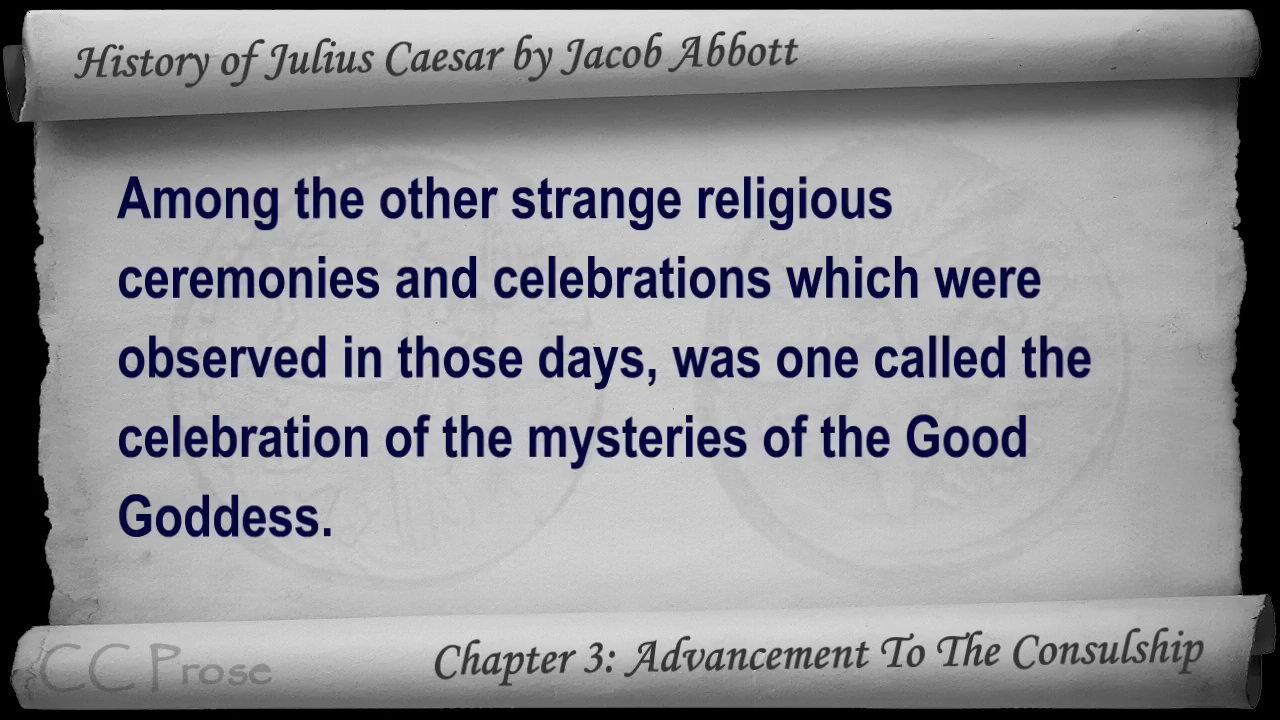 History of Julius Caesar by Jacob Abbott
Among the other strange religious
ceremonies and celebrations which were
observed in those days, was one called the
celebration of the mysteries of the Good
Goddess.
CC Prose
Chapter 3: Advancement To The Consulship